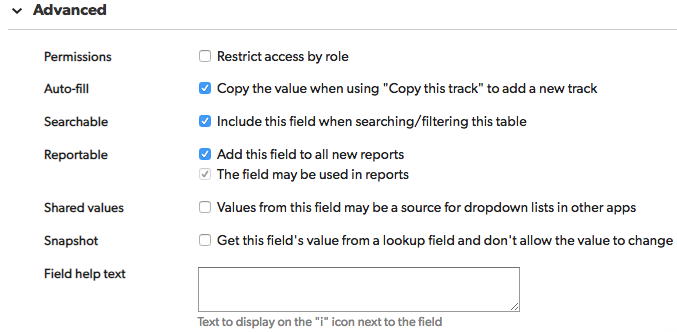 Advanced
Permissions Restrict access by role
Auto-fill Copy the value when using "Copy this track" to add a new track
Searchable Include this field when searching/filtering this table
Reportable Add this field to all new reports
The field may be used in reports
Shared values Values from this field may be a source for dropdown lists in other apps
Snapshot Get this field's value from a lookup field and don't allow the value to change
Field help text
Text to display on the "i" icon next to the field